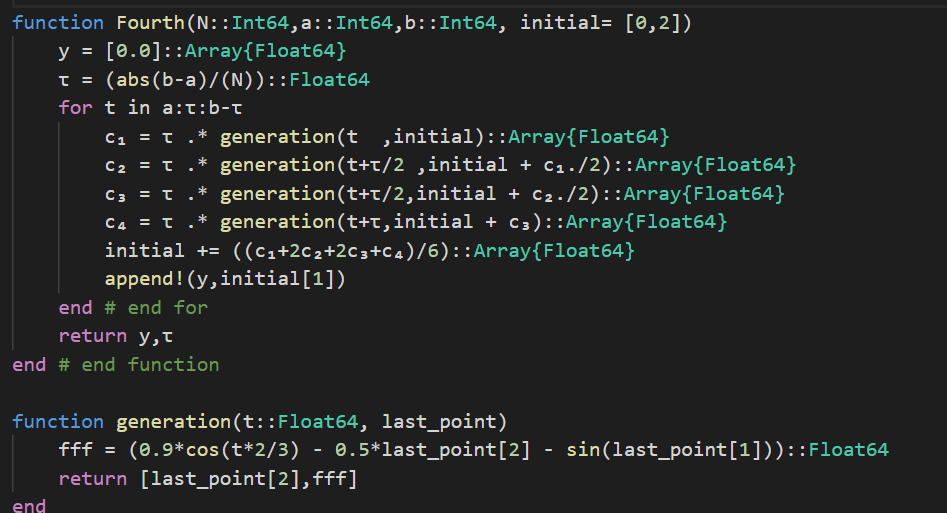 function Fourth(N::Int64,a::Int64,b::Int64, initial= [0,2])
    y = [0.0]::Array{Float64}
    τ = (abs(b-a)/(N))::Float64
    for t in a:τ:b-τ
        c₁ = τ .* generation(t  ,initial)::Array{Float64}
        c₂ = τ .* generation(t+τ/2 ,initial + c₁./2)::Array{Float64}
        c₃ = τ .* generation(t+τ/2,initial + c₂./2)::Array{Float64}
        c₄ = τ .* generation(t+τ,initial + c₃)::Array{Float64}
        initial += ((c₁+2c₂+2c₃+c₄)/6)::Array{Float64}
        append!(y,initial[1])
    end # end for
    return y,τ
end # end function

function generation(t::Float64, last_point)
    fff = (0.9*cos(t*2/3) - 0.5*last_point[2] - sin(last_point[1]))::Float64
    return [last_point[2],fff]
end